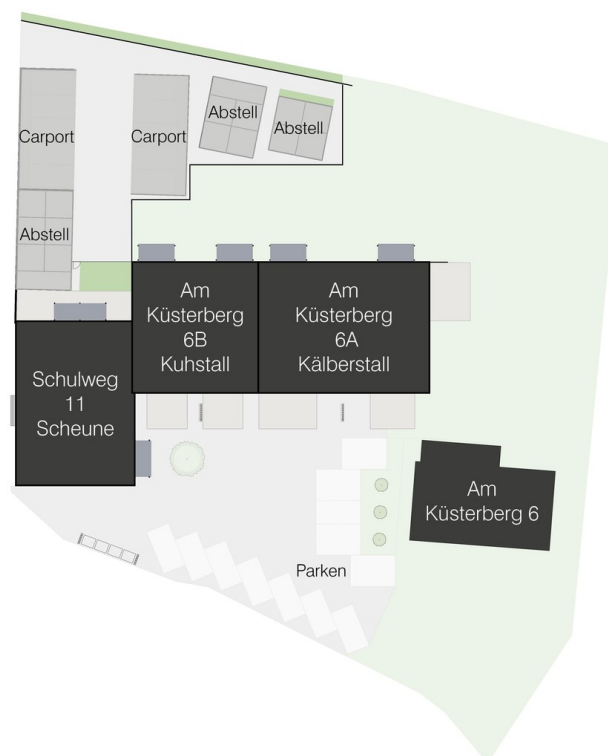 Carport
Carport
Abstell
Abstell
Abstell
Am
Küsterberg
6B
Kuhstall
Am
Küsterberg
6A
Kälberstall
Schulweg
11
Scheune
Am
Küsterberg 6
Parken